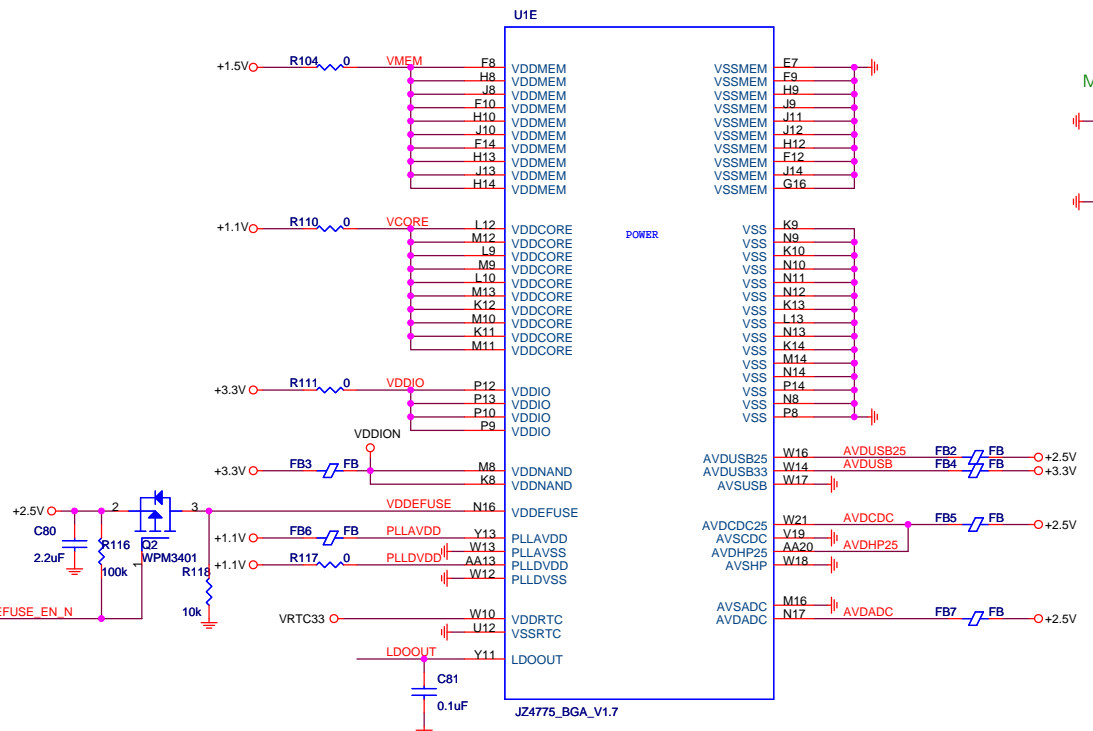 U1E
+1.5V R104 0 VMEM F8 VDDMEM VSSMEM E7
H8 VDDMEM VSSMEM F9
M
J8 VDDMEM VSSMEM H9
F10 VDDMEM VSSMEM J9
H10 VDDMEM VSSMEM J11
J10 VDDMEM VSSMEM J12
F14 VDDMEM VSSMEM H12
H13 VDDMEM VSSMEM F12
J13 VDDMEM VSSMEM J14
H14 VDDMEM VSSMEM G16
+1.1V R110 0 VCORE L12 VDDCORE POWER VSS K9
M12 VDDCORE VSS N9
L9 VDDCORE VSS K10
M9 VDDCORE VSS N10
L10 VDDCORE VSS N11
M13 VDDCORE VSS N12
K12 VDDCORE VSS K13
M10 VDDCORE VSS L13
K11 VDDCORE VSS N13
M11 VDDCORE VSS K14
VSS M14
VSS N14
+3.3V R111 0 VDDIO P12 VDDIO VSS P14
P13 VDDIO VSS N8
P10 VDDIO VSS P8
P9 VDDIO
VDDION
AVDUSB25 W16 AVDUSB25 FB2 FB +2.5V
+3.3V FB3 FB M8 VDDNAND AVDUSB33 W14 AVDUSB FB4 FB +3.3V
K8 VDDNAND AVSUSB W17
+2.5V 2 3 VDDEFUSE N16 VDDEFUSE
AVDCDC25 W21 AVDCDC FB5 FB +2.5V
C80
2.2uF
R116
100k
Q2
WPM3401
1
+1.1V FB6 FB PLLAVDD Y13 PLLAVDD AVSCDC V19
W13 PLLAVSS AVDHP25 AA20 AVDHP25
R118
10k
+1.1V R117 0 PLLDVDD AA13 PLLDVDD AVSHP W18
W12 PLLDVSS
AVSADC M16
EFUSE_EN_N
VRTC33 W10 VDDRTC AVDADC N17 AVDADC FB7 FB +2.5V
U12 VSSRTC
LDOOUT Y11 LDOOUT
C81
0.1uF
JZ4775_BGA_V1.7